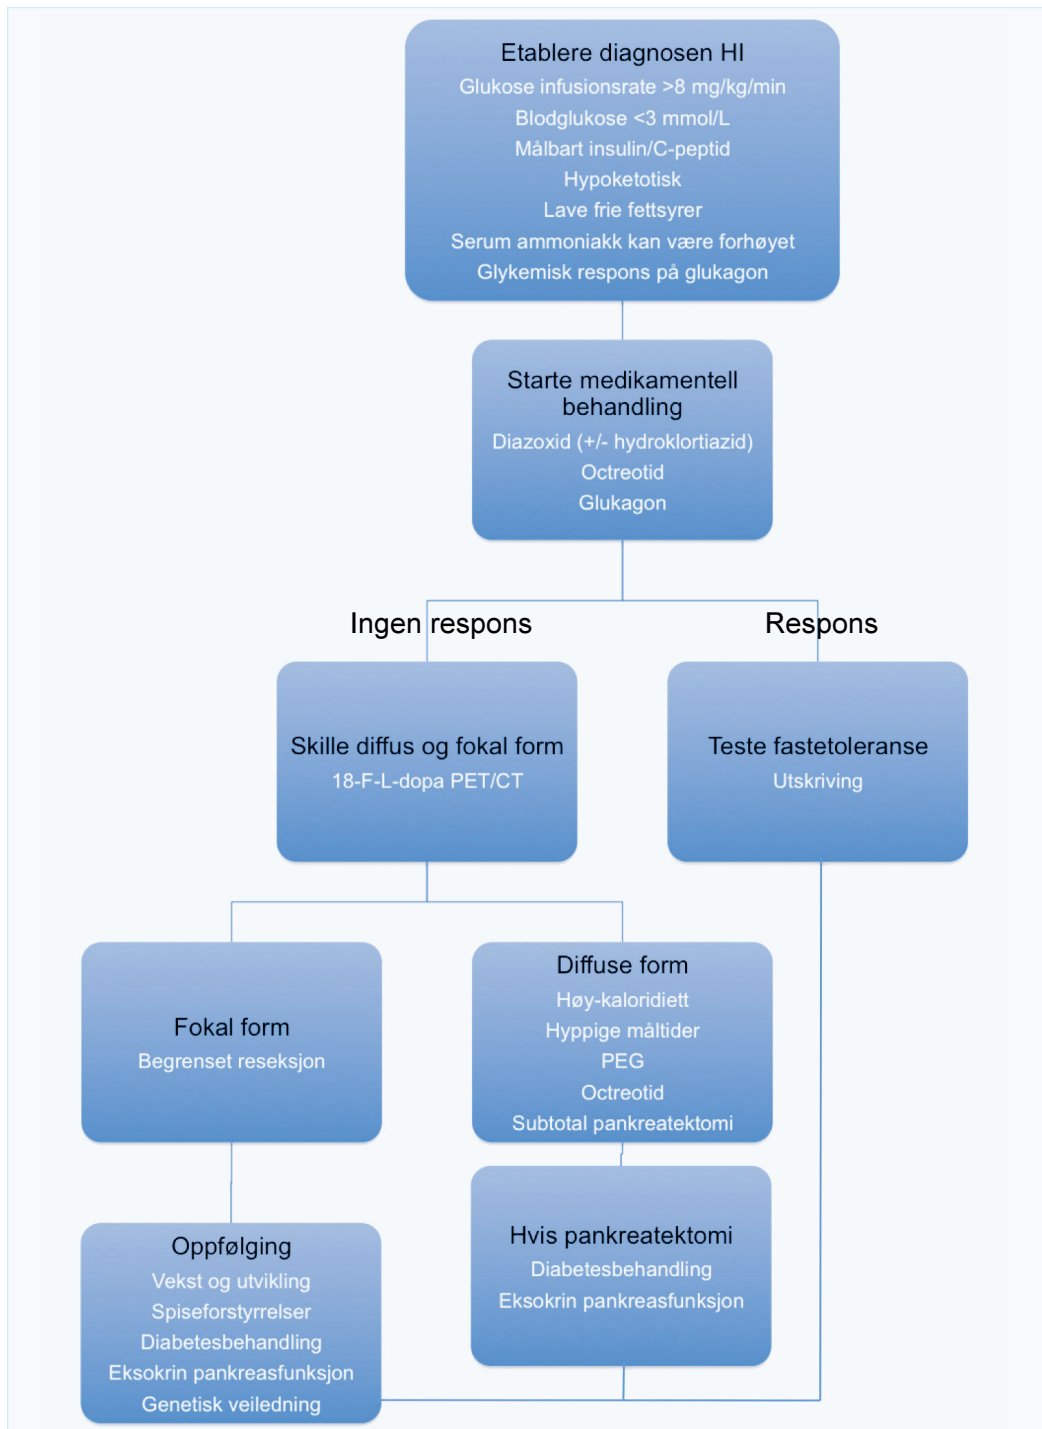 Etablere diagnosen HI
Glukose infusionsrate >8 mg/kg/min
Blodglukose <3 mmol/L
Målbart insulin/C-peptid
Hypoketotisk
Lave frie fettsyrer
Serum ammoniakk kan være forhøyet
Glykemisk respons på glukagon
Starte medikamentell
behandling
Diazoxid (+/- hydroklortiazid)
Octreotid
Glukagon
Ingen respons
Respons
Skille diffus og fokal form
18-F-L-dopa PET/CT
Teste fastetoleranse
Utskriving
Fokal form
Begrenset reseksjon
Diffuse form
Høy-kaloridiett
Hyppige måltider
PEG
Octreotid
Subtotal pankreatektomi
Hvis pankreatektomi
Diabetesbehandling
Eksokrin pankreasfunksjon
Oppfølging
Vekst og utvikling
Spiseforstyrrelser
Diabetesbehandling
Eksokrin pankreasfunksjon
Genetisk veiledning